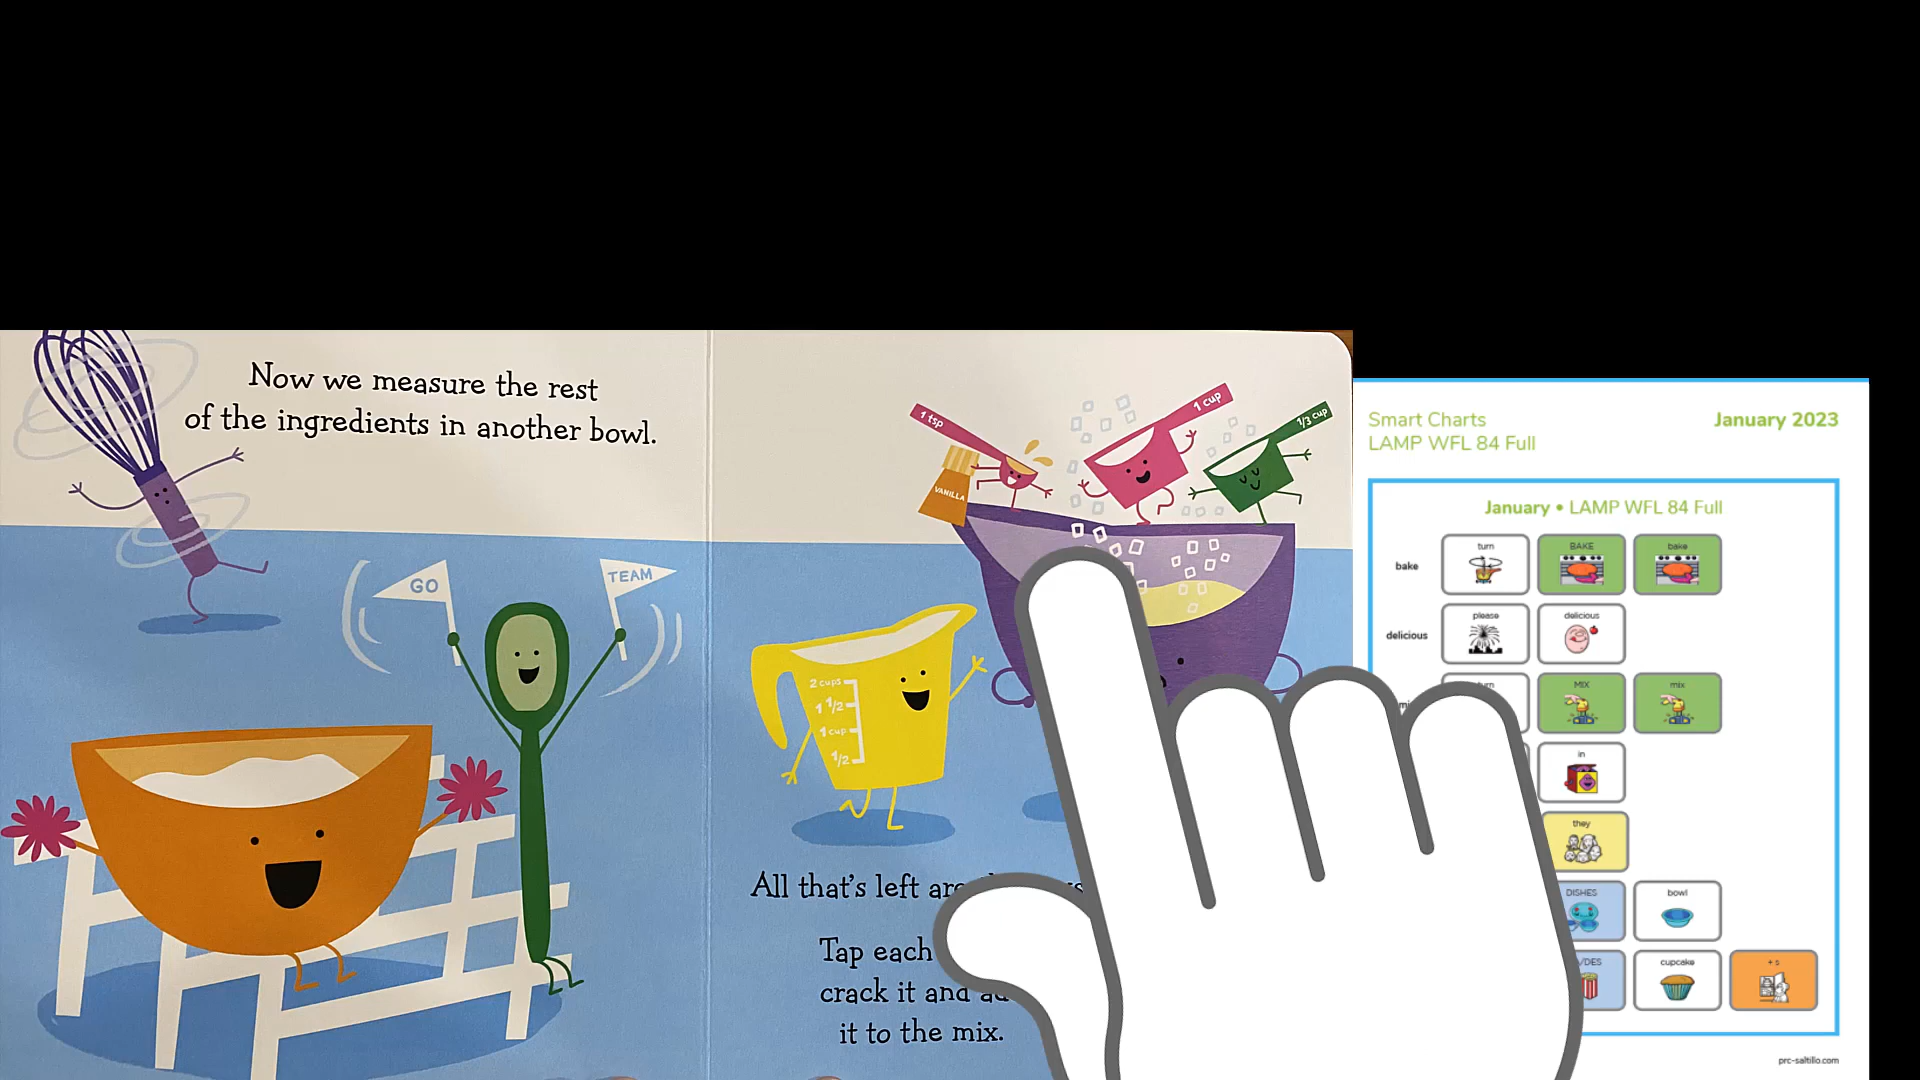 Now we measure the rest
of the ingredients in another bowl.
GO
TEAM
1 tsp
1 cup
1/3 cup
VANILLA
2 cups
1 1/2
1 cup
1/2
All that's left are
Tap each
crack it and
it to the mix.
Smart Charts
LAMP WFL 84 Full
January 2023
January • LAMP WFL 84 Full
bake
turn
BAKE
bake
delicious
please
delicious
MIX
mix
in
they
DISHES
bowl
/DES
cupcake
+ s
prc-saltillo.com